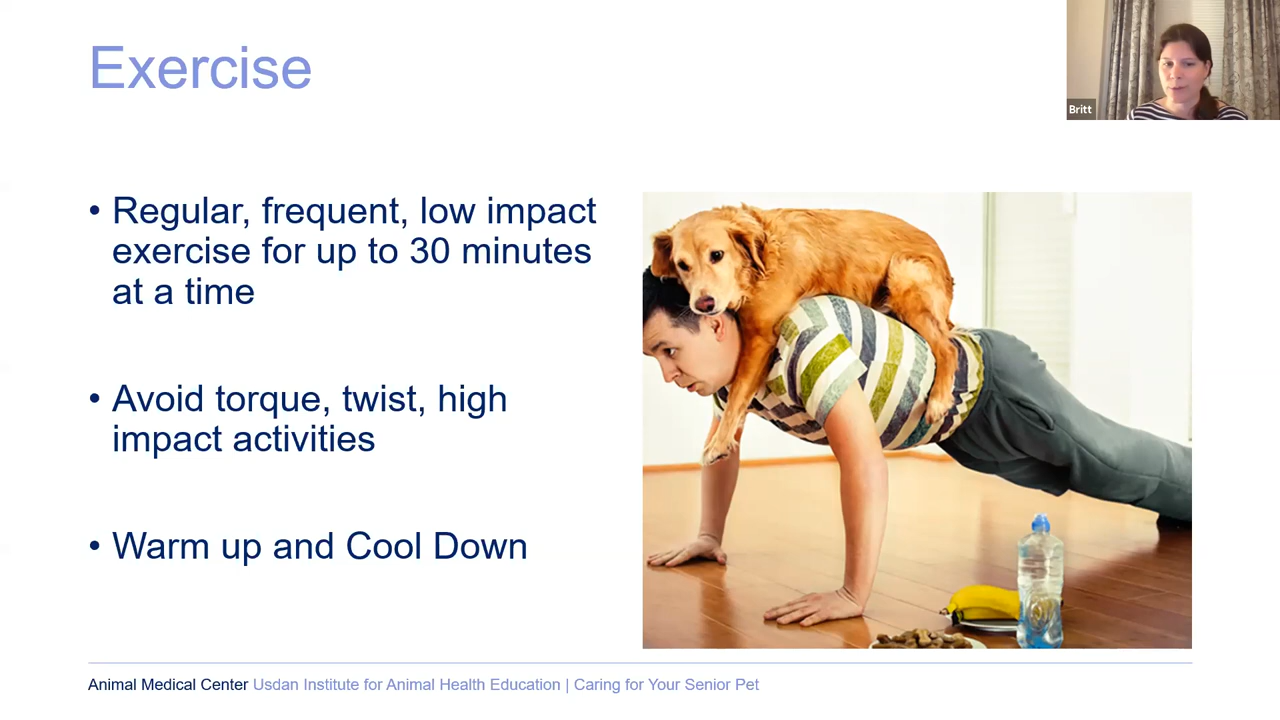 Exercise
Britt
• Regular, frequent, low impact
exercise for up to 30 minutes
at a time
• Avoid torque, twist, high
impact activities
• Warm up and Cool Down
Animal Medical Center Usdan Institute for Animal Health Education | Caring for Your Senior Pet